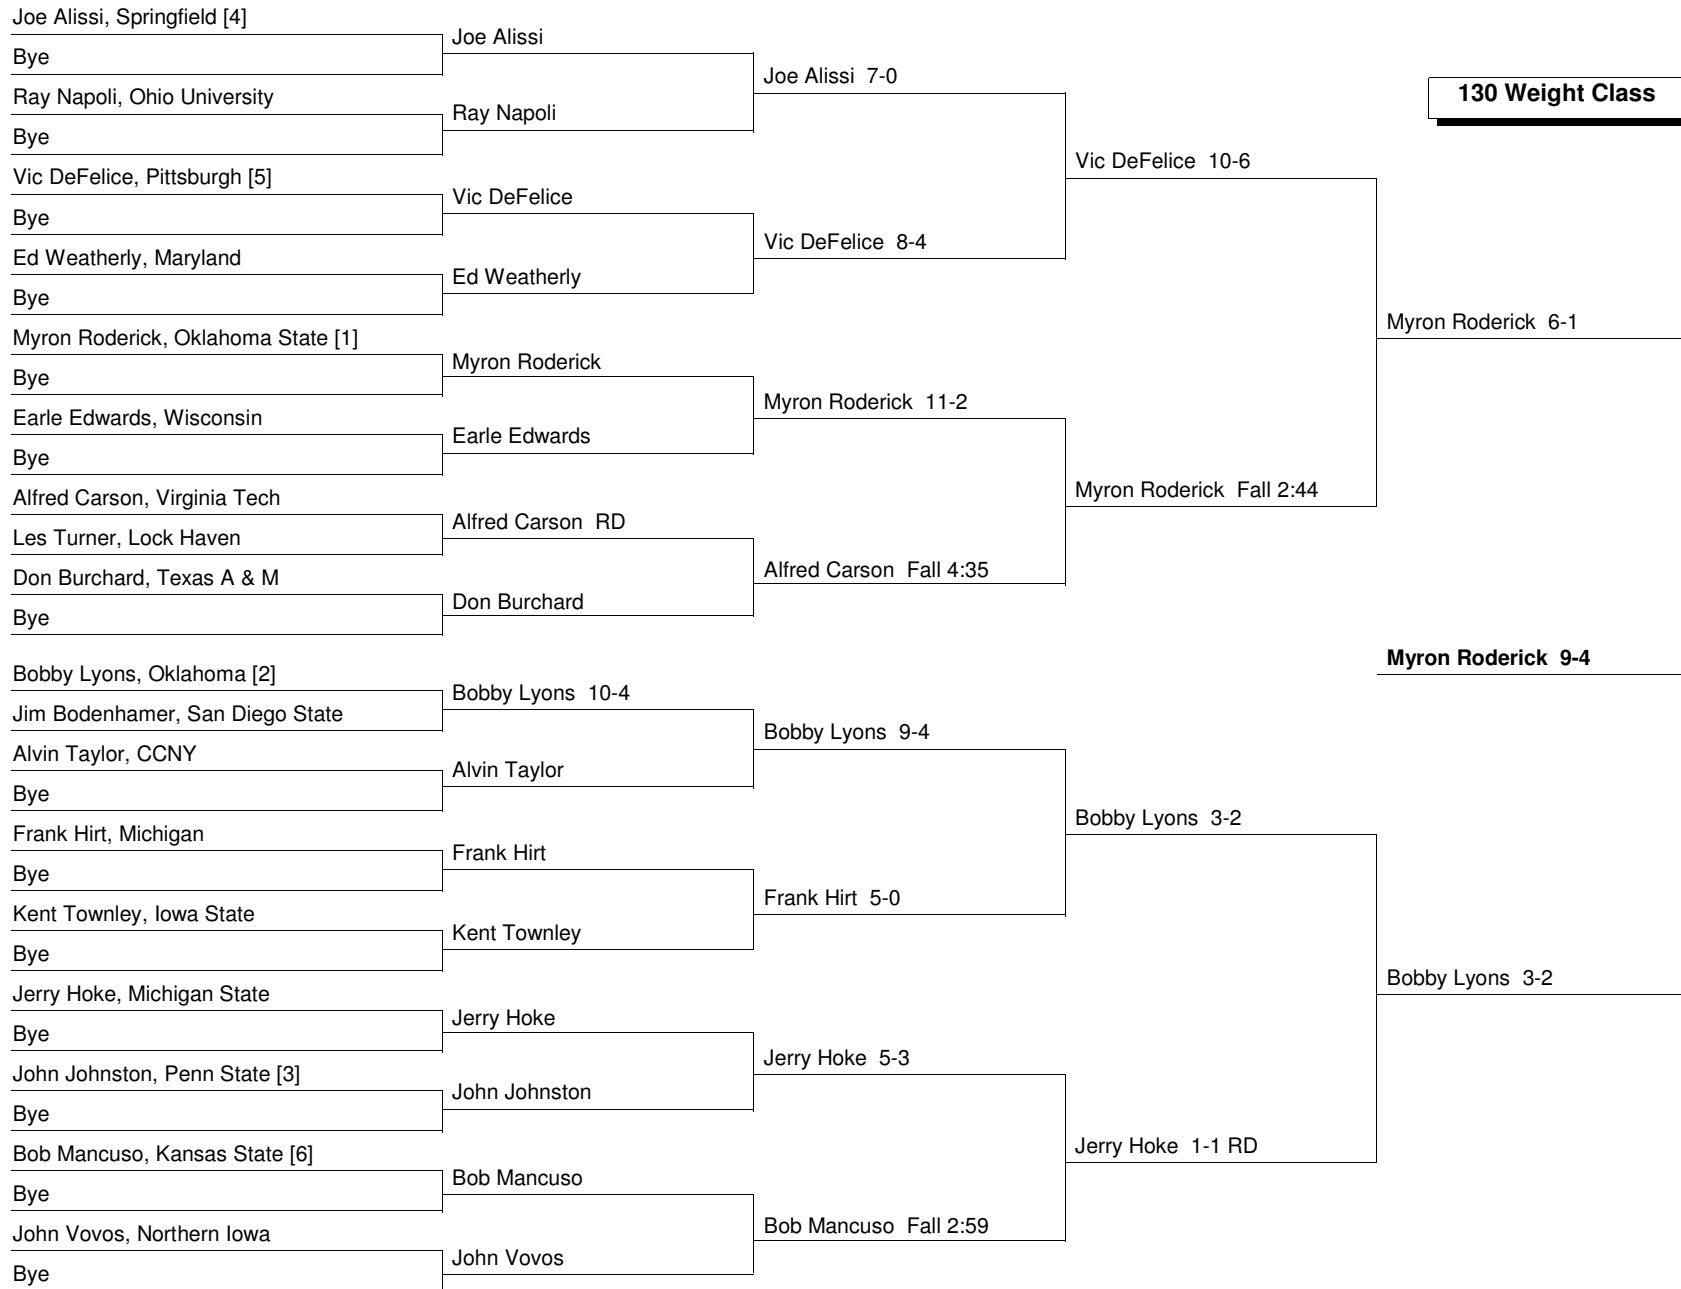 Joe Alissi, Springfield [4]
Bye
Ray Napoli, Ohio University
Bye
Vic DeFelice, Pittsburgh [5]
Bye
Ed Weatherly, Maryland
Bye
Myron Roderick, Oklahoma State [1]
Bye
Earle Edwards, Wisconsin
Bye
Alfred Carson, Virginia Tech
Les Turner, Lock Haven
Don Burchard, Texas A & M
Bye
Bobby Lyons, Oklahoma [2]
Jim Bodenhamer, San Diego State
Alvin Taylor, CCNY
Bye
Frank Hirt, Michigan
Bye
Kent Townley, Iowa State
Bye
Jerry Hoke, Michigan State
Bye
John Johnston, Penn State [3]
Bye
Bob Mancuso, Kansas State [6]
Bye
John Vovos, Northern Iowa
Bye
Joe Alissi
Ray Napoli
Vic DeFelice
Ed Weatherly
Myron Roderick
Earle Edwards
Alfred Carson RD
Don Burchard
Bobby Lyons 10-4
Alvin Taylor
Frank Hirt
Kent Townley
Jerry Hoke
John Johnston
Bob Mancuso
John Vovos
Joe Alissi 7-0
Vic DeFelice 8-4
Myron Roderick 11-2
Alfred Carson Fall 4:35
Bobby Lyons 9-4
Frank Hirt 5-0
Jerry Hoke 5-3
Bob Mancuso Fall 2:59
Vic DeFelice 10-6
Myron Roderick Fall 2:44
Bobby Lyons 3-2
Jerry Hoke 1-1 RD
130 Weight Class
Myron Roderick 6-1
Myron Roderick 9-4
Bobby Lyons 3-2